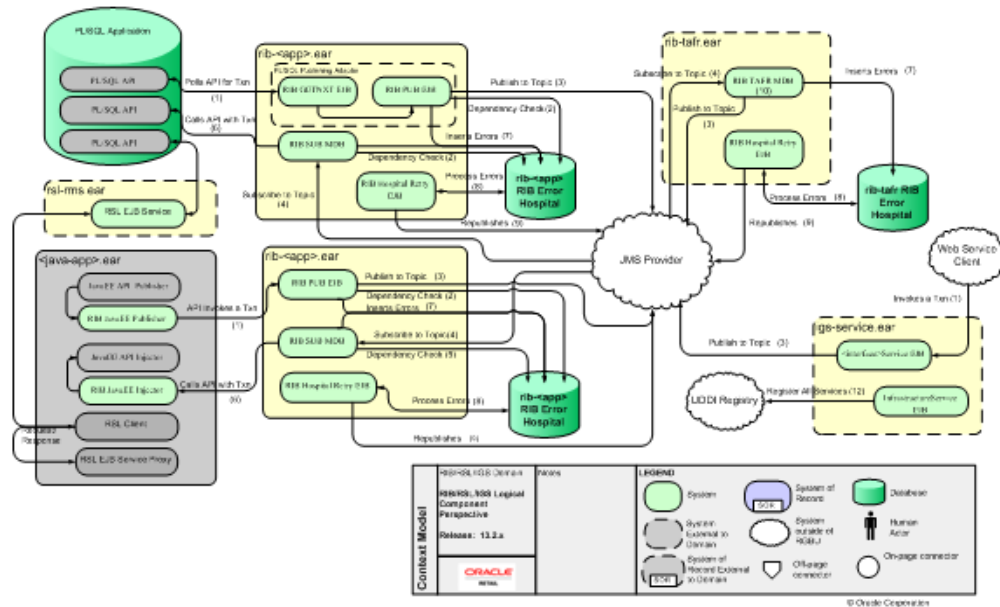 PL/SQL Application
PL/SQL API
PL/SQL API
PL/SQL API
Polls API for Txn
(1)
Calls API with Txn
(6)
rib-<app>.ear
PL/SQL Publishing Adapter
RIB GETNXT EJB
RIB PUB EJB
RIB SUB MDB
RIB Hospital Retry
EJB
Publish to Topic (3)
Dependency Check(2)
Inserts Errors (7)
Dependency Check (2)
Process Errors
(8)
Subscribe to Topic
(4)
Republishes (9)
rib-<app>
RIB Error
Hospital
rib-tafr.ear
Subscribe to Topic (4)
RIB TAFR MDB
(10)
Publish to Topic
(3)
RIB Hospital Retry
EJB
Inserts Errors (7)
Process Errors (8)
Republishes (9)
rib-tafr RIB
Error
Hospital
rsl-rms.ear
RSL EJB Service
<java-app>.ear
JavaEE API Publisher
RIB JavaEE Publisher
JavaEE API Injector
RIB JavaEE Injector
RSL Client
RSL EJB Service Proxy
Response
API Invokes a Txn
(1)
Calls API with Txn
(6)
rib-<app>.ear
RIB PUB EJB
RIB SUB MDB
RIB Hospital Retry EJB
Publish to Topic (3)
Dependency Check (2)
Inserts Errors (7)
Subscribe to Topic(4)
Dependency Check (9)
Process Errors (8)
Republishes (9)
rib-<app>
RIB Error
Hospital
JMS Provider
Web Service
Client
Invokes a Txn(1)
igs-service.ear
<interface>Service EJB
InfrastructureService
EJB
Publish to Topic (3)
Register All Services (12)
UDDI Registry
Context Model
RIB/RSL/IGS Domain
RIB/RSL/IGS Logical
Component
Perspective
Release: 13.2.x
ORACLE
RETAIL
Notes
LEGEND
System
System of
Record
SOR
Database
System
External to
Domain
System
outside of
RGBU
Human
Actor
System of
Record External
to Domain
SOR
Off-page
connector
On-page connector
© Oracle Corporation